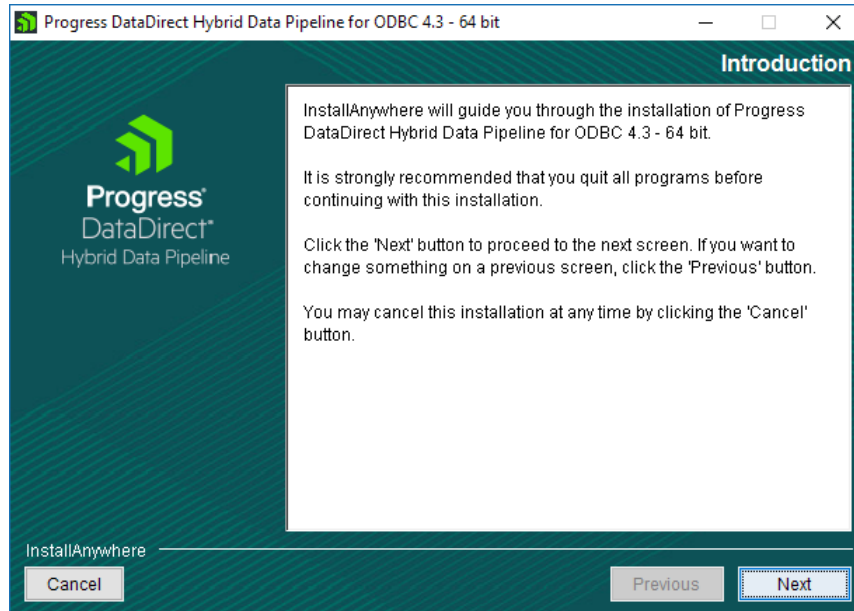 Progress DataDirect Hybrid Data Pipeline for ODBC 4.3 - 64 bit
Introduction
Progress
DataDirect
Hybrid Data Pipeline
InstallAnywhere will guide you through the installation of Progress
DataDirect Hybrid Data Pipeline for ODBC 4.3 - 64 bit.
It is strongly recommended that you quit all programs before
continuing with this installation.
Click the 'Next' button to proceed to the next screen. If you want to
change something on a previous screen, click the 'Previous' button.
You may cancel this installation at any time by clicking the 'Cancel'
button.
InstallAnywhere
Cancel
Previous
Next